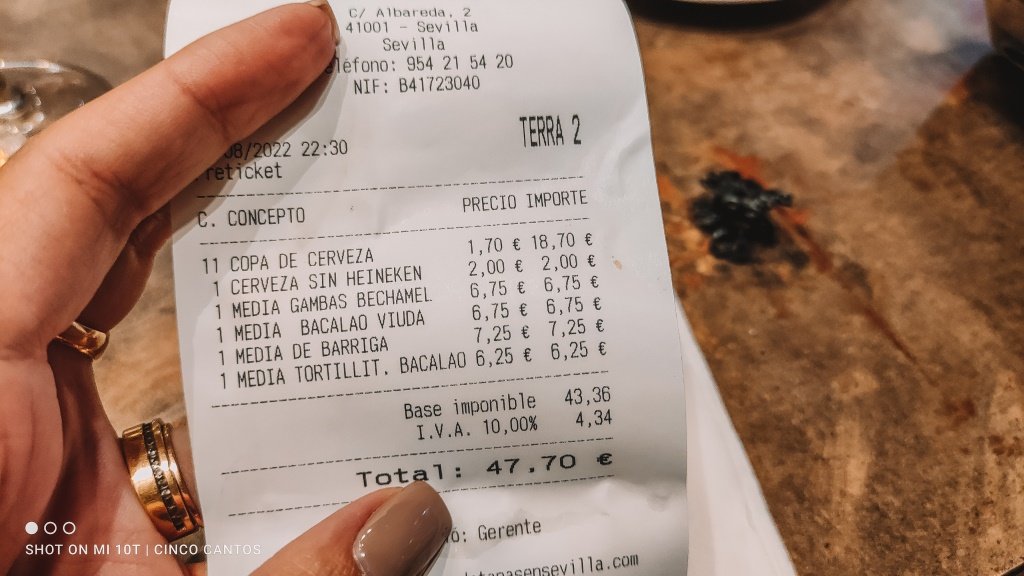 C/ Albareda, 2
41001 - Sevilla
Sevilla
eléfono: 954 21 54 20
NIF: B41723040
TERRA 2
08/2022 22:30
reticket
C. CONCEPTO PRECIO IMPORTE
11 COPA DE CERVEZA 1,70 € 18,70 €
1 CERVEZA SIN HEINEKEN 2,00 € 2,00 €
1 MEDIA GAMBAS BECHAMEL 6,75 € 6,75 €
1 MEDIA BACALAO VIUDA 6,75 € 6,75 €
1 MEDIA DE BARRIGA 7,25 € 7,25 €
1 MEDIA TORTILLIT. BACALAO 6,25 € 6,25 €
Base imponible 43,36
I.V.A. 10,00% 4,34
Total: 47,70 €
ó: Gerente
tapasensevilla.com
SHOT ON MI 10T | CINCO CANTOS